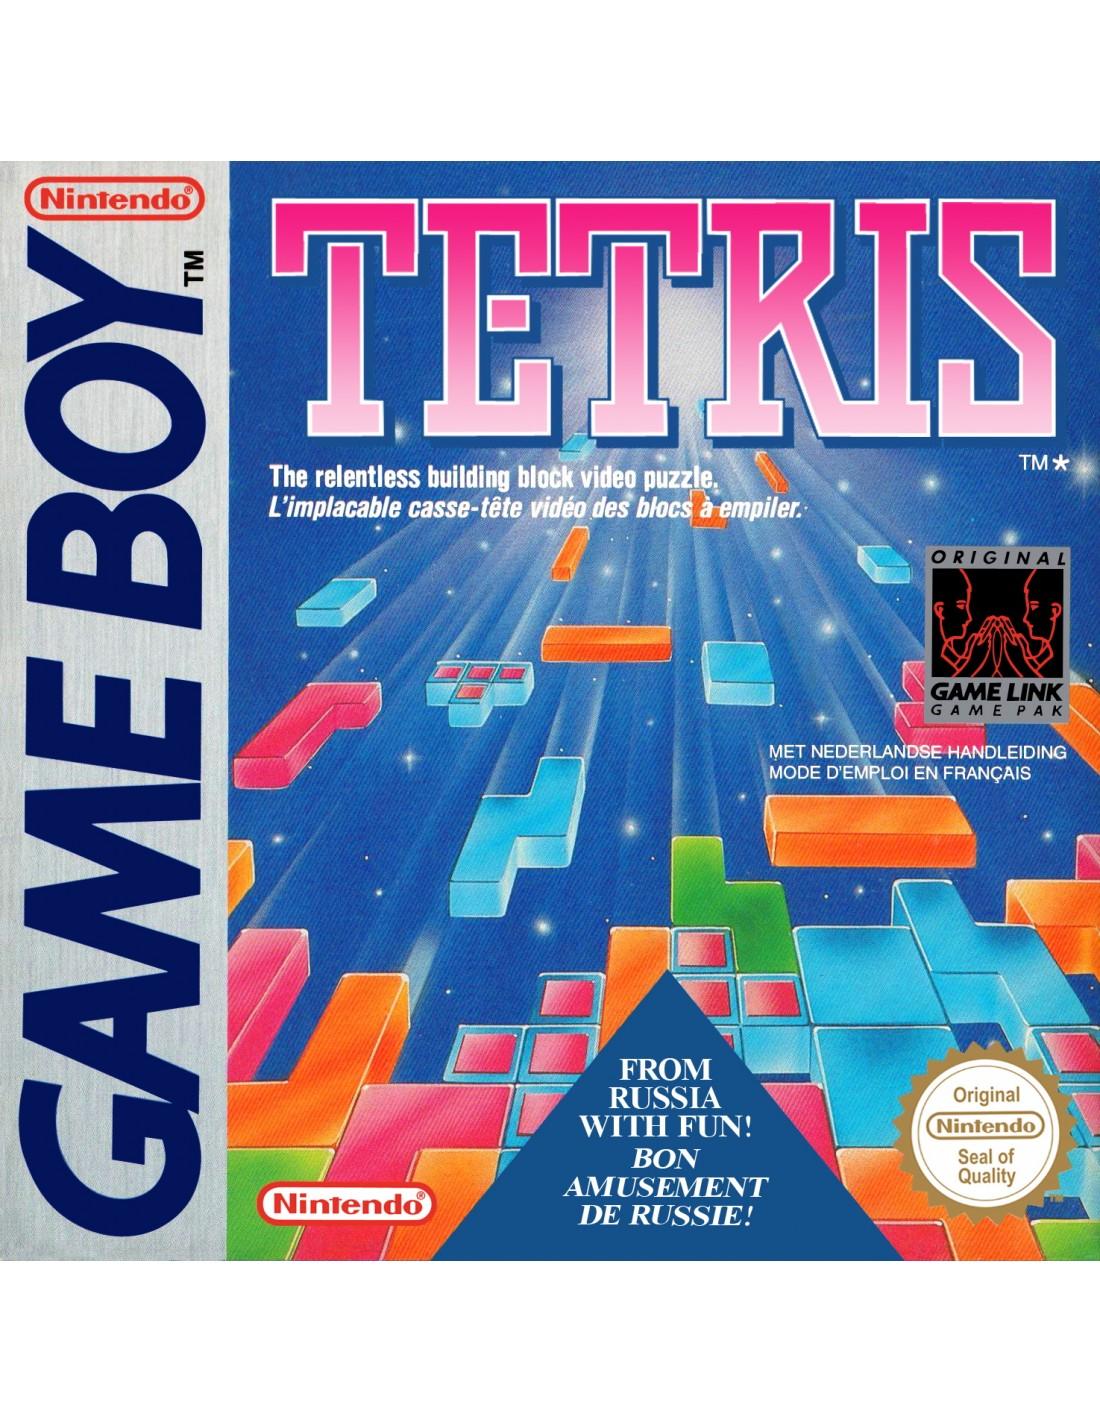 Nintendo®
GAME BOY™
TETRIS
TM*
The relentless building block video puzzle.
L'implacable casse-tête vidéo des blocs à empiler.
ORIGINAL
GAME LINK
GAME PAK
MET NEDERLANDSE HANDLEIDING
MODE D'EMPLOI EN FRANÇAIS
FROM
RUSSIA
WITH FUN!
BON
AMUSEMENT
DE RUSSIE!
Nintendo®
Original
Nintendo
Seal of
Quality
TM